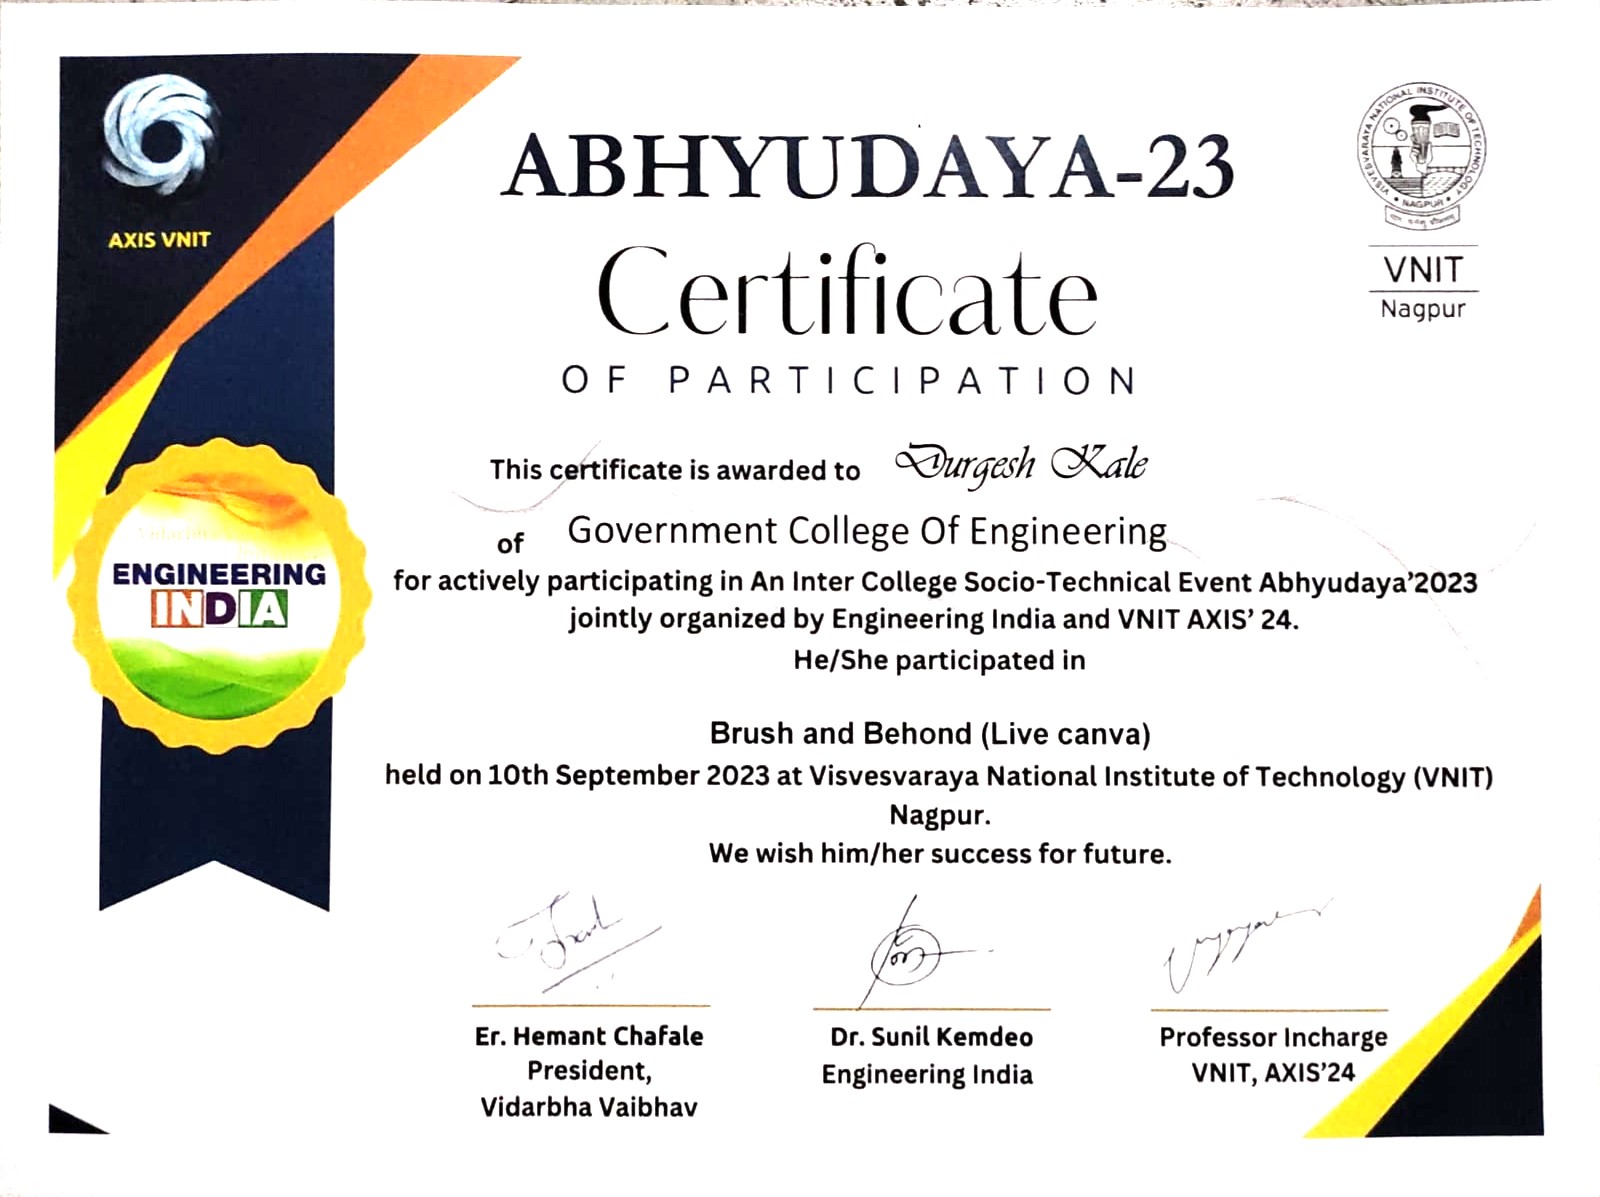 AXIS VNIT
ABHYUDAYA-23
Certificate
OF PARTICIPATION
VISVESVARAYA NATIONAL INSTITUTE OF TECHNOLOGY
NAGPUR
VNIT
Nagpur
This certificate is awarded to Durgesh Kale
of Government College Of Engineering
for actively participating in An Inter College Socio-Technical Event Abhyudaya’2023
jointly organized by Engineering India and VNIT AXIS’ 24.
He/She participated in
Brush and Behond (Live canva)
held on 10th September 2023 at Visvesvaraya National Institute of Technology (VNIT)
Nagpur.
We wish him/her success for future.
ENGINEERING
INDIA
Er. Hemant Chafale
President,
Vidarbha Vaibhav
Dr. Sunil Kemdeo
Engineering India
Professor Incharge
VNIT, AXIS’24